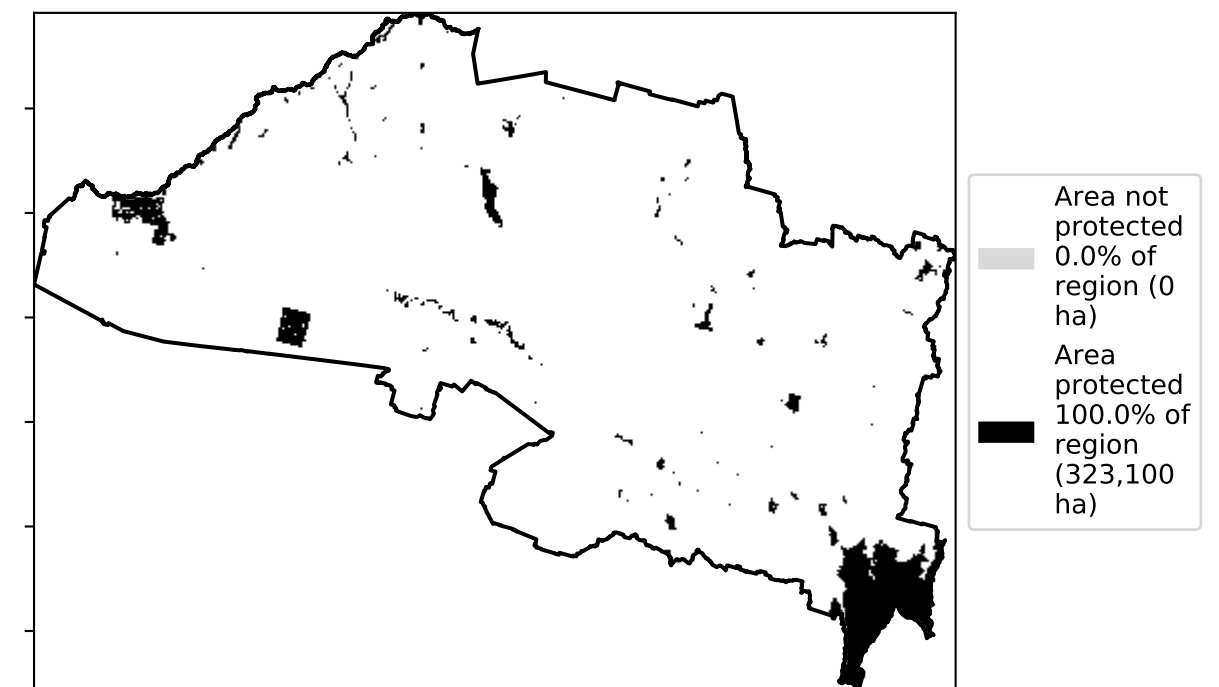 Area not
protected
0.0% of
region (0
ha)
Area
protected
100.0% of
region
(323,100
ha)